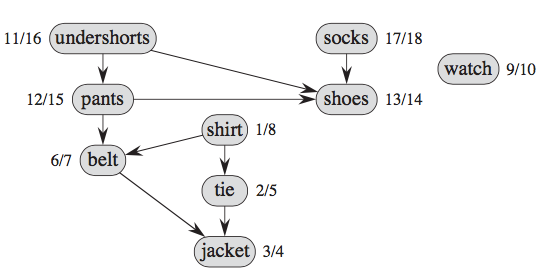 11/16 undershorts
socks 17/18
watch 9/10
12/15 pants
shoes 13/14
shirt 1/8
6/7 belt
tie 2/5
jacket 3/4